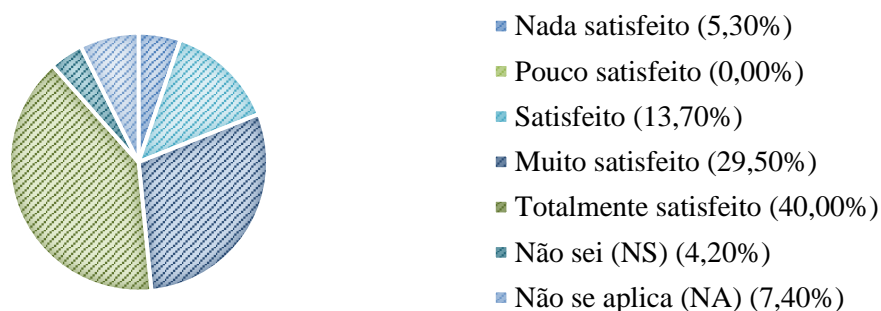 Nada satisfeito (5,30%)
Pouco satisfeito (0,00%)
Satisfeito (13,70%)
Muito satisfeito (29,50%)
Totalmente satisfeito (40,00%)
Não sei (NS) (4,20%)
Não se aplica (NA) (7,40%)